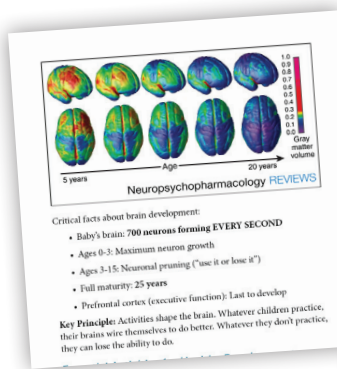 1.0
0.9
0.8
0.7
0.6
0.5
0.4
0.3
0.2
0.1
0.0
Gray
matter
volume
5 years
Age
20 years
Neuropsychopharmacology REVIEWS
Critical facts about brain development:
• Baby's brain: 700 neurons forming EVERY SECOND
• Ages 0-3: Maximum neuron growth
• Ages 3-15: Neuronal pruning ("use it or lose it")
• Full maturity: 25 years
• Prefrontal cortex (executive function): Last to develop
Key Principle: Activities shape the brain. Whatever children practice,
their brains wire themselves to do better. Whatever they don't practice,
they can lose the ability to do.